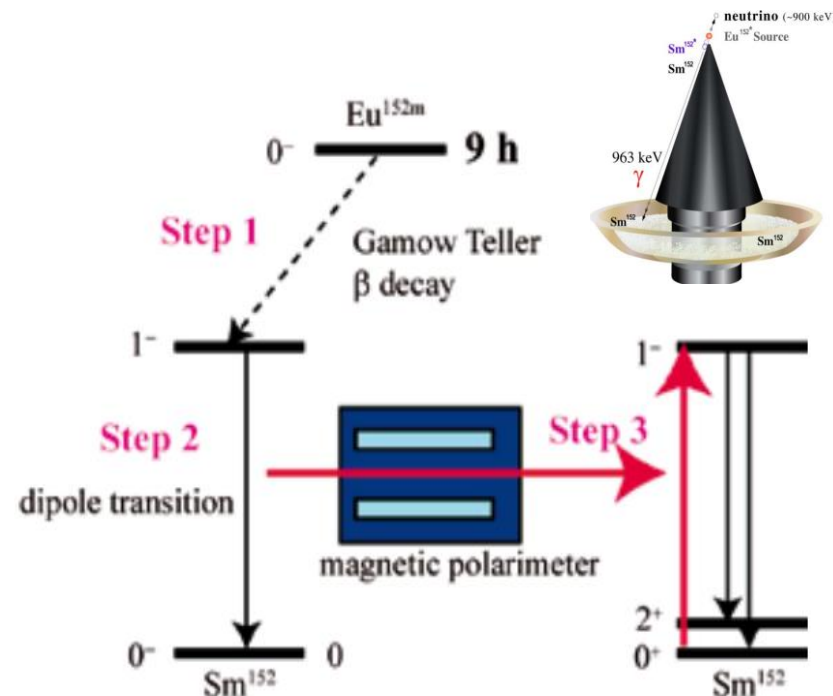 neutrino (~900 keV)
Eu¹⁵²* Source
Sm¹⁵²*
Sm¹⁵²
963 keV
γ
Sm¹⁵²
Sm¹⁵²
Eu¹⁵²ᵐ
0⁻ 9 h
Step 1
Gamow Teller
β decay
1⁻
Step 2
dipole transition
magnetic polarimeter
0⁻ 0
Sm¹⁵²
Step 3
1⁻
2⁺
0⁺
Sm¹⁵²